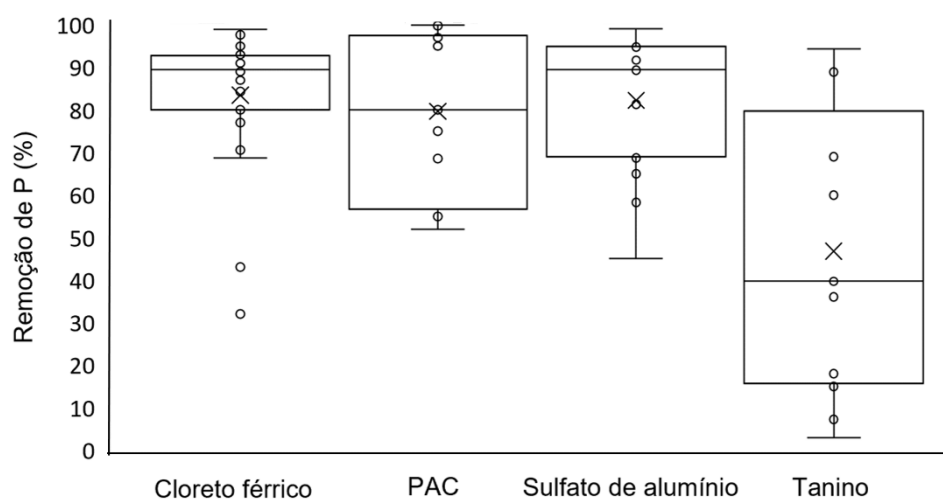 Remoção de P (%)
100
90
80
70
60
50
40
30
20
10
0
Cloreto férrico
PAC
Sulfato de alumínio
Tanino